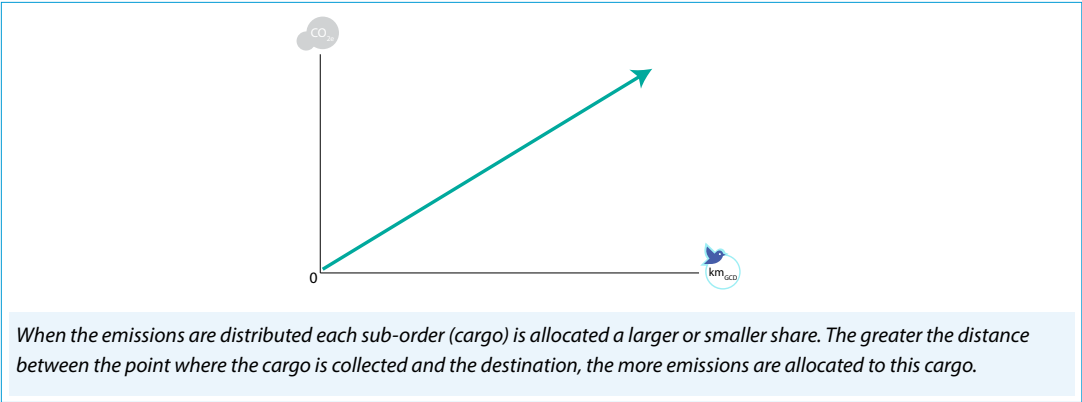 CO2e
0
kmGCD
When the emissions are distributed each sub-order (cargo) is allocated a larger or smaller share. The greater the distance
between the point where the cargo is collected and the destination, the more emissions are allocated to this cargo.